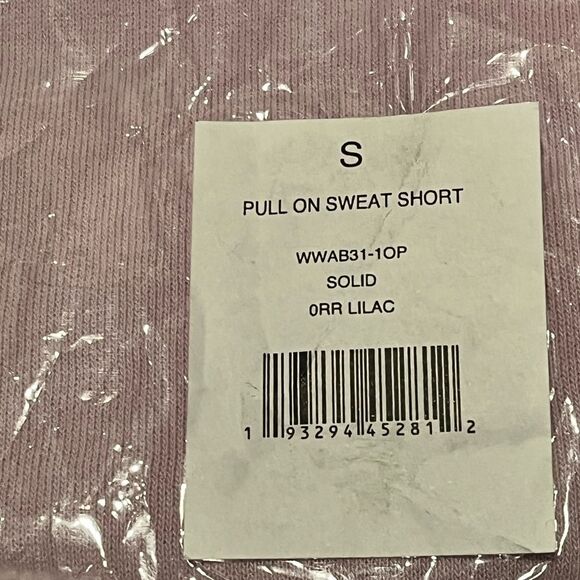 S
PULL ON SWEAT SHORT
WWAB31-1OP
SOLID
0RR LILAC
1 93294 45281 2